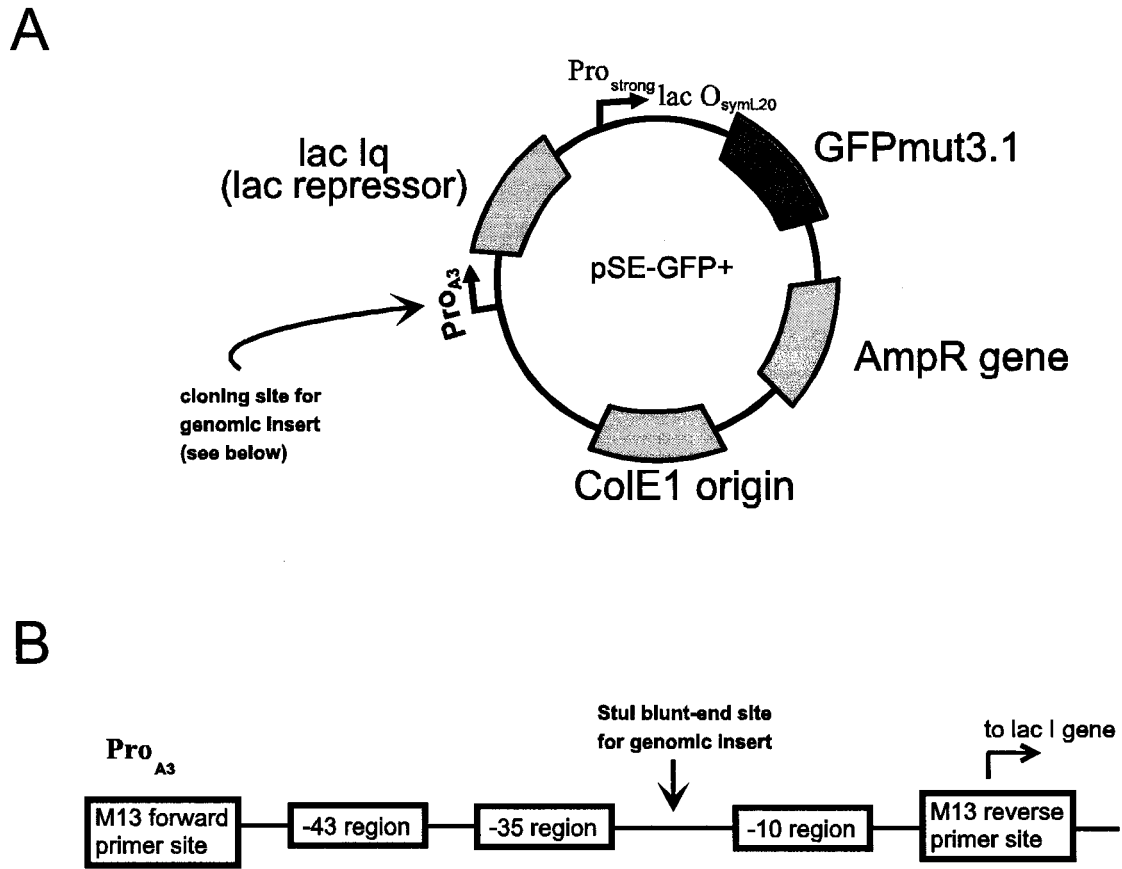 A
Pro strong lac O symL20
lac Iq
(lac repressor)
GFPmut3.1
pSE-GFP+
Pro A3
AmpR gene
cloning site for
genomic insert
(see below)
ColE1 origin
B
StuI blunt-end site
for genomic insert
to lac I gene
Pro A3
M13 forward
primer site
-43 region
-35 region
-10 region
M13 reverse
primer site